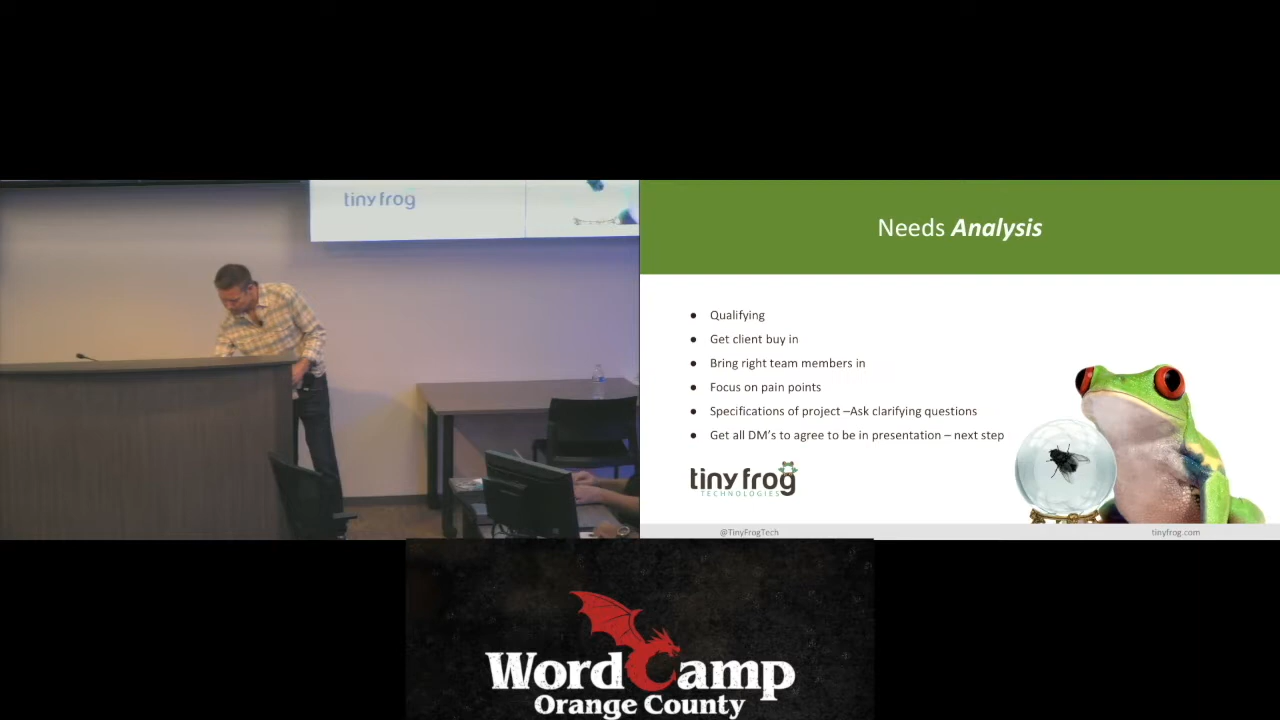 tiny frog
Needs Analysis
● Qualifying
● Get client buy in
● Bring right team members in
● Focus on pain points
● Specifications of project –Ask clarifying questions
● Get all DM's to agree to be in presentation – next step
tiny frog
TECHNOLOGIES
@TinyFrogTech
tinyfrog.com
WordCamp
Orange County